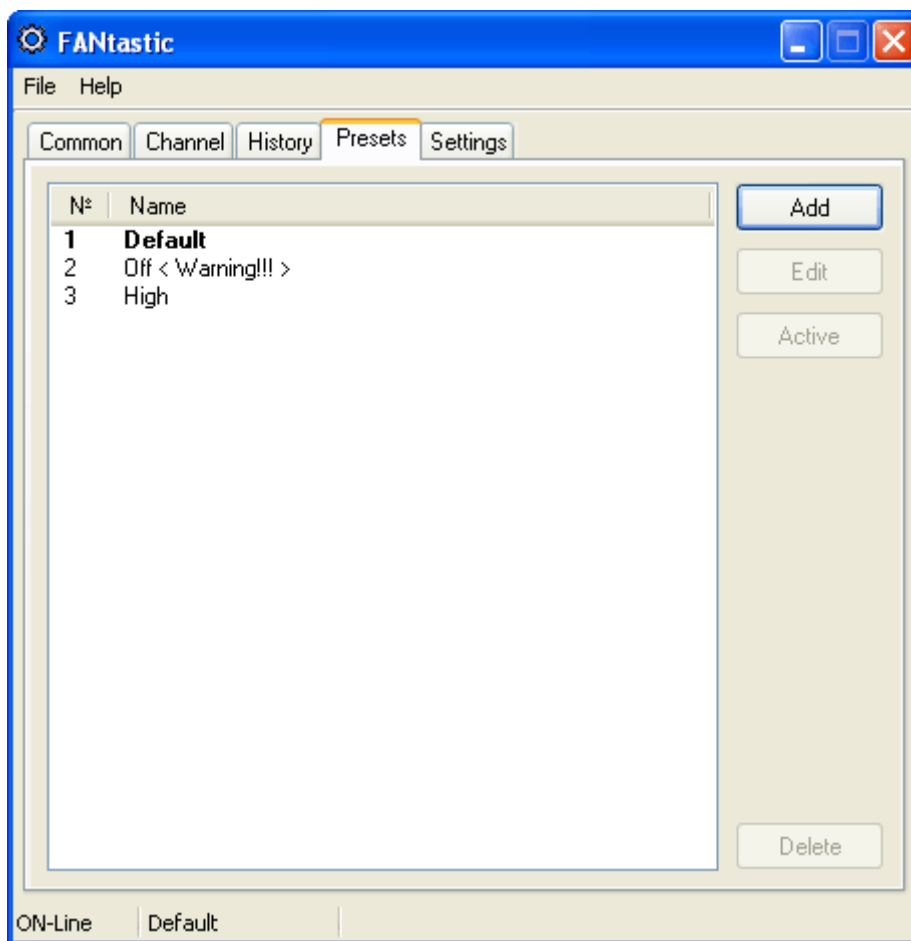 FANtastic
File Help
Common Channel History Presets Settings
Nº Name
1 Default
2 Off < Warning!!! >
3 High
Add
Edit
Active
Delete
ON-Line Default